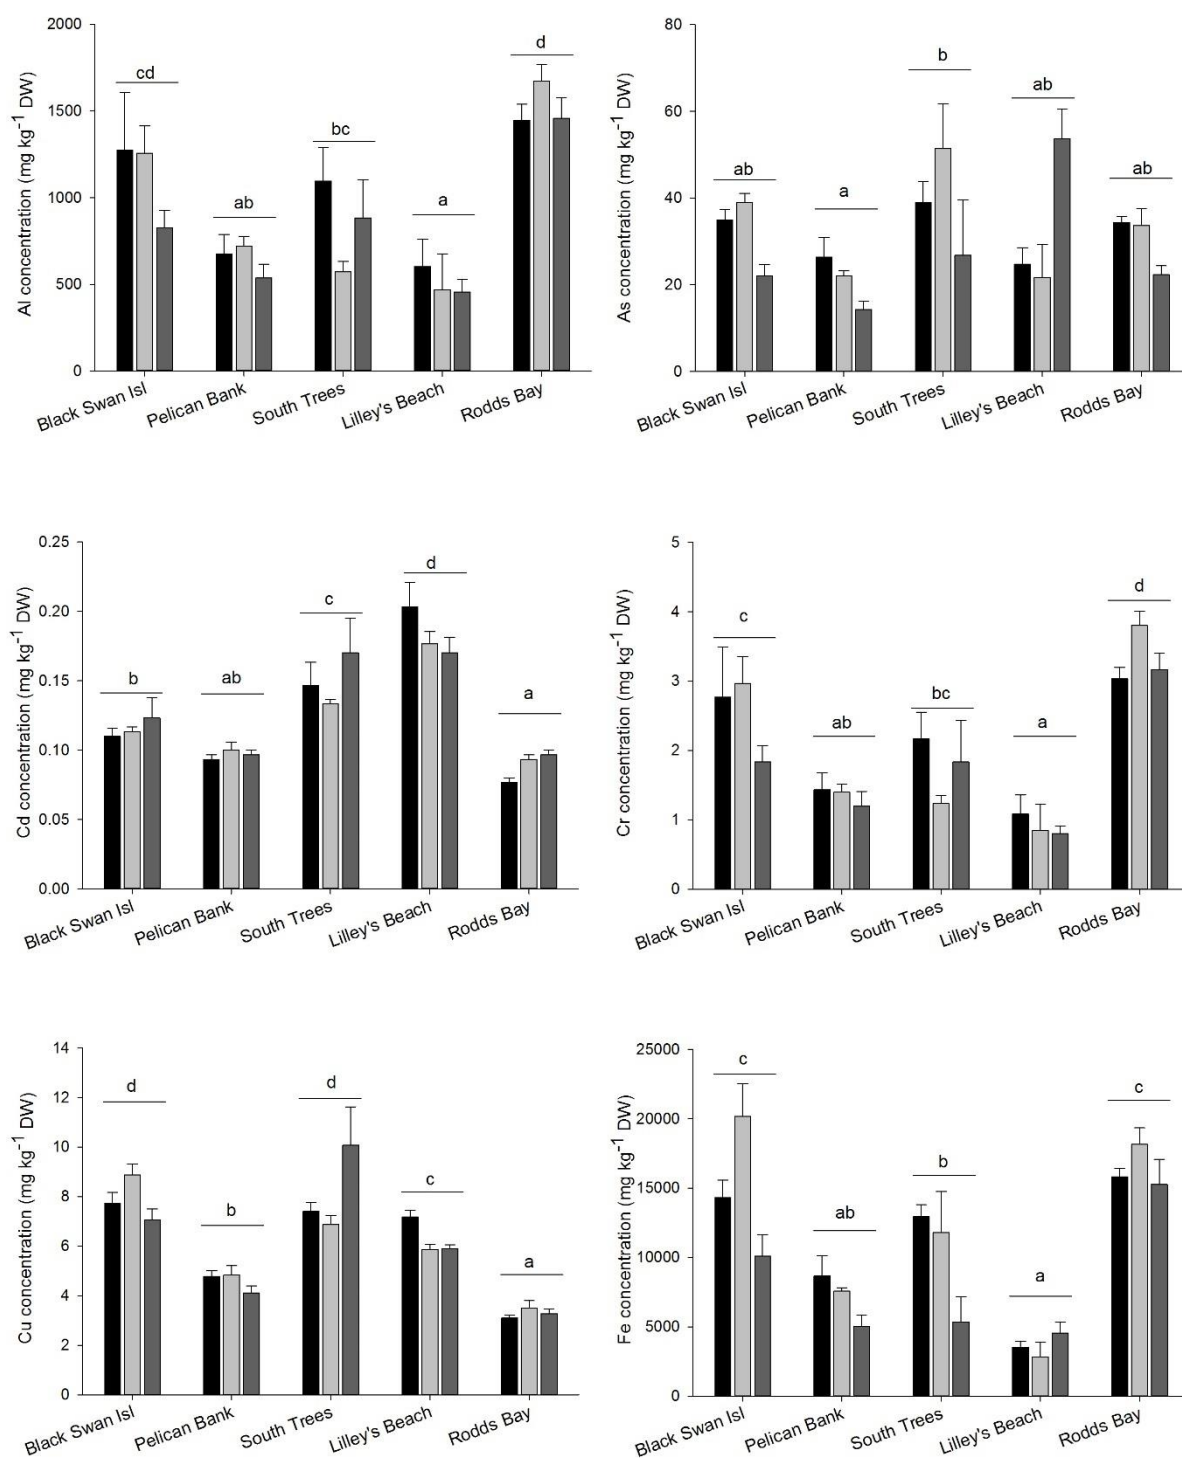 Al concentration (mg kg⁻¹ DW)
2000
1500
1000
500
0
cd
ab
bc
a
d
Black Swan Isl
Pelican Bank
South Trees
Lilley's Beach
Rodds Bay
As concentration (mg kg⁻¹ DW)
80
60
40
20
0
ab
a
b
ab
ab
Black Swan Isl
Pelican Bank
South Trees
Lilley's Beach
Rodds Bay
Cd concentration (mg kg⁻¹ DW)
0.25
0.20
0.15
0.10
0.05
0.00
b
ab
c
d
a
Black Swan Isl
Pelican Bank
South Trees
Lilley's Beach
Rodds Bay
Cr concentration (mg kg⁻¹ DW)
5
4
3
2
1
0
c
ab
bc
a
d
Black Swan Isl
Pelican Bank
South Trees
Lilley's Beach
Rodds Bay
Cu concentration (mg kg⁻¹ DW)
14
12
10
8
6
4
2
0
d
b
d
c
a
Black Swan Isl
Pelican Bank
South Trees
Lilley's Beach
Rodds Bay
Fe concentration (mg kg⁻¹ DW)
25000
20000
15000
10000
5000
0
c
ab
b
a
c
Black Swan Isl
Pelican Bank
South Trees
Lilley's Beach
Rodds Bay